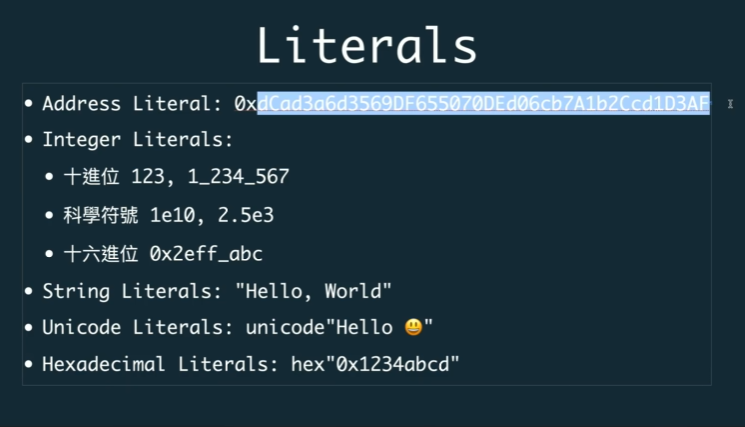 Literals
• Address Literal: 0xdCad3a6d3569DF655070DEd06cb7A1b2Ccd1D3AF
• Integer Literals:
• 十進位 123, 1_234_567
• 科學符號 1e10, 2.5e3
• 十六進位 0x2eff_abc
• String Literals: "Hello, World"
• Unicode Literals: unicode"Hello 😃"
• Hexadecimal Literals: hex"0x1234abcd"